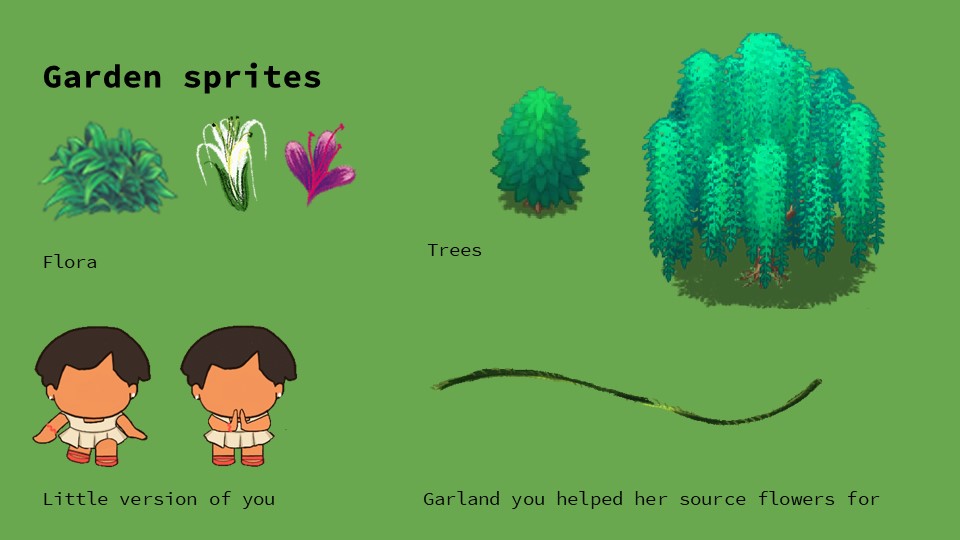 Garden sprites
Flora
Trees
Little version of you
Garland you helped her source flowers for